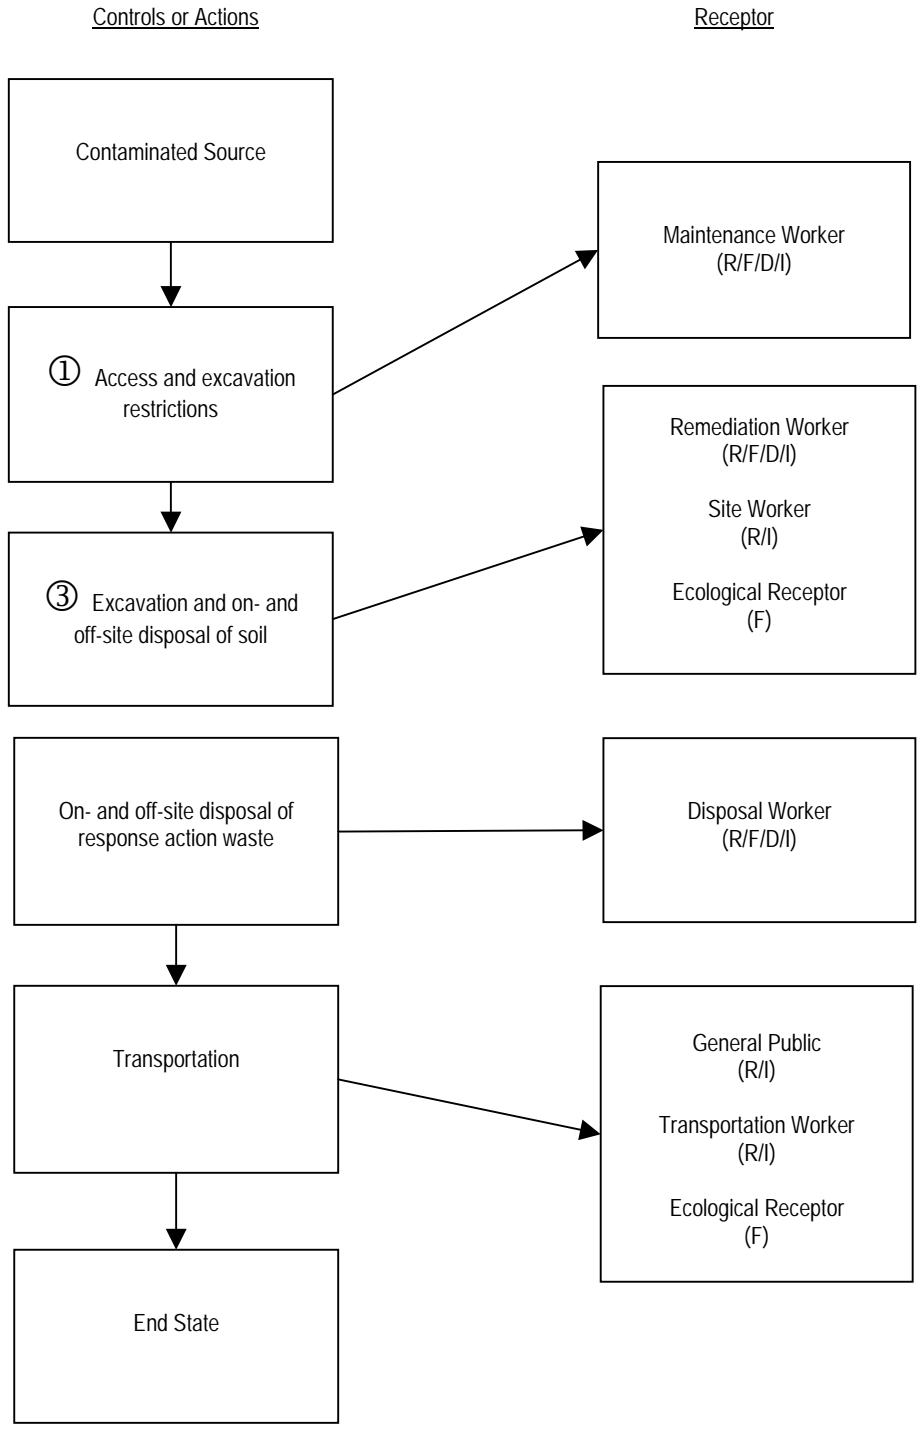 Controls or Actions
Receptor
Contaminated Source
Maintenance Worker
(R/F/D/I)
① Access and excavation
restrictions
Remediation Worker
(R/F/D/I)
Site Worker
(R/I)
Ecological Receptor
(F)
③ Excavation and on- and
off-site disposal of soil
On- and off-site disposal of
response action waste
Disposal Worker
(R/F/D/I)
Transportation
General Public
(R/I)
Transportation Worker
(R/I)
Ecological Receptor
(F)
End State